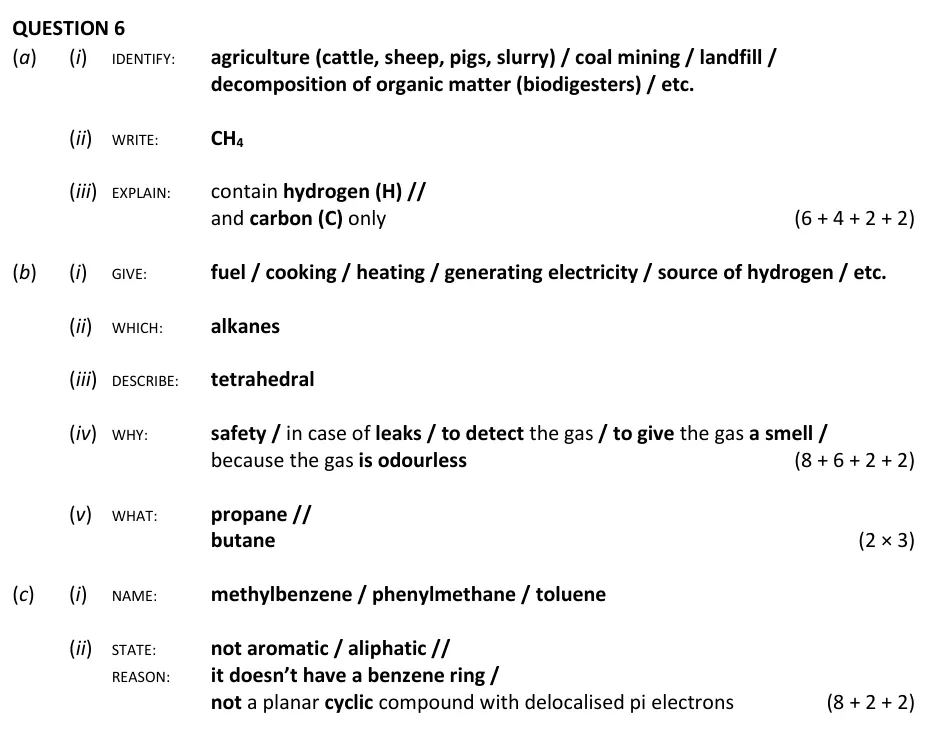 QUESTION 6
(a) (i) IDENTIFY: agriculture (cattle, sheep, pigs, slurry) / coal mining / landfill /
decomposition of organic matter (biodigesters) / etc.
(ii) WRITE: CH₄
(iii) EXPLAIN: contain hydrogen (H) //
and carbon (C) only (6 + 4 + 2 + 2)
(b) (i) GIVE: fuel / cooking / heating / generating electricity / source of hydrogen / etc.
(ii) WHICH: alkanes
(iii) DESCRIBE: tetrahedral
(iv) WHY: safety / in case of leaks / to detect the gas / to give the gas a smell /
because the gas is odourless (8 + 6 + 2 + 2)
(v) WHAT: propane //
butane (2 × 3)
(c) (i) NAME: methylbenzene / phenylmethane / toluene
(ii) STATE: not aromatic / aliphatic //
REASON: it doesn’t have a benzene ring /
not a planar cyclic compound with delocalised pi electrons (8 + 2 + 2)